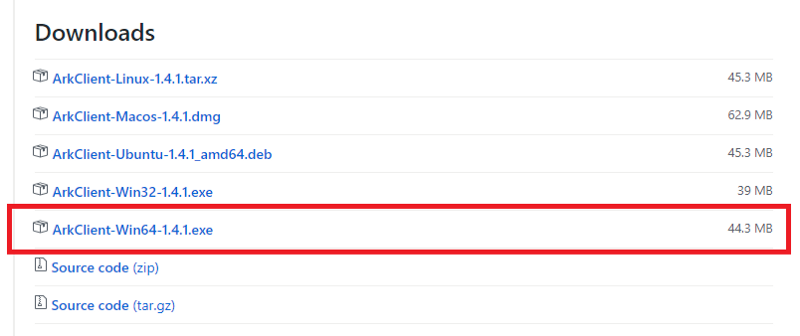 Downloads
ArkClient-Linux-1.4.1.tar.xz 45.3 MB
ArkClient-Macos-1.4.1.dmg 62.9 MB
ArkClient-Ubuntu-1.4.1_amd64.deb 45.3 MB
ArkClient-Win32-1.4.1.exe 39 MB
ArkClient-Win64-1.4.1.exe 44.3 MB
Source code (zip)
Source code (tar.gz)